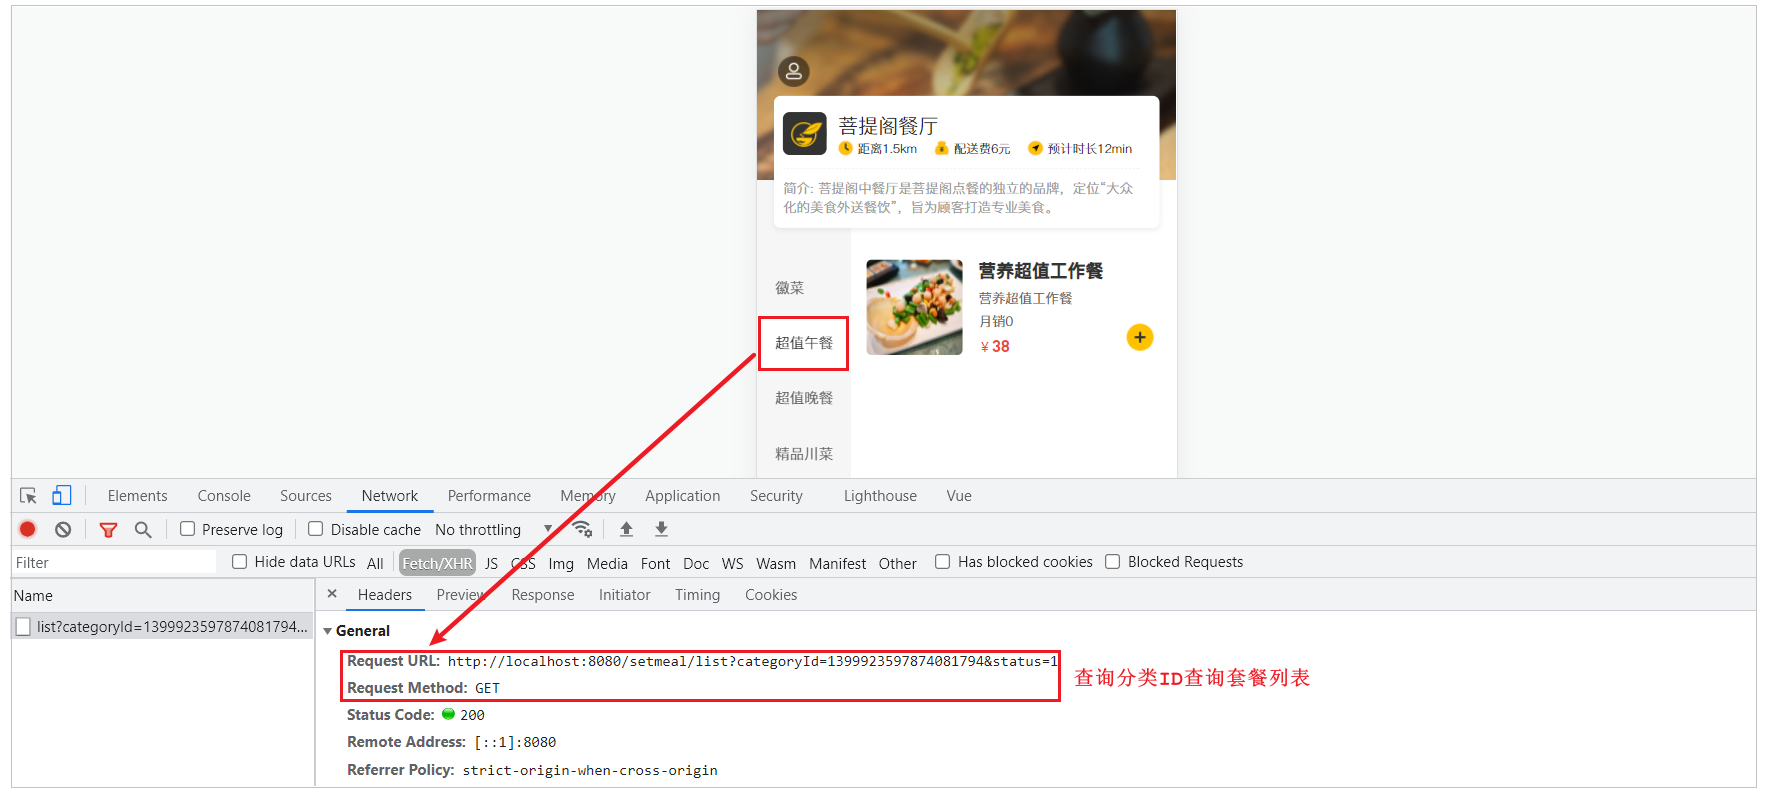 菩提阁餐厅
距离1.5km 配送费6元 预计时长12min
简介: 菩提阁中餐厅是菩提阁点餐的独立的品牌，定位“大众
化的美食外送餐饮”，旨为顾客打造专业美食。
徽菜
超值午餐
超值晚餐
精品川菜
营养超值工作餐
营养超值工作餐
月销0
￥38
Elements Console Sources Network Performance Memory Application Security Lighthouse Vue
Preserve log Disable cache No throttling
Filter Hide data URLs All Fetch/XHR JS CSS Img Media Font Doc WS Wasm Manifest Other Has blocked cookies Blocked Requests
Name
list?categoryId=1399923597874081794...
× Headers Preview Response Initiator Timing Cookies
General
Request URL: http://localhost:8080/setmeal/list?categoryId=1399923597874081794&status=1
Request Method: GET
查询分类ID查询套餐列表
Status Code: 200
Remote Address: [::1]:8080
Referrer Policy: strict-origin-when-cross-origin